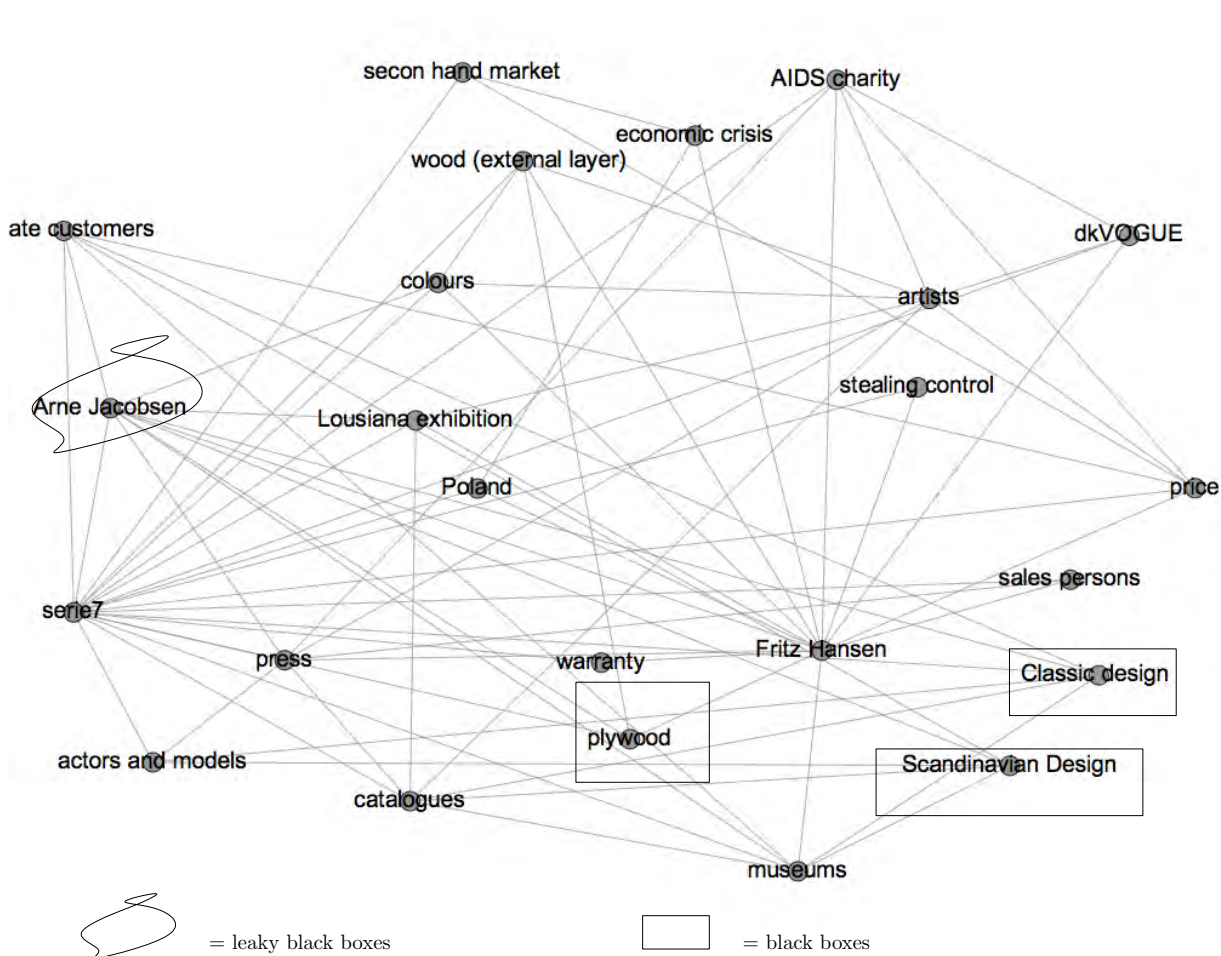 secon hand market
AIDS charity
economic crisis
wood (external layer)
ate customers
dkVOGUE
colours
artists
stealing control
Arne Jacobsen
Lousiana exhibition
Poland
price
sales persons
serie7
Fritz Hansen
press
warranty
Classic design
plywood
actors and models
Scandinavian Design
catalogues
museums
= leaky black boxes
= black boxes